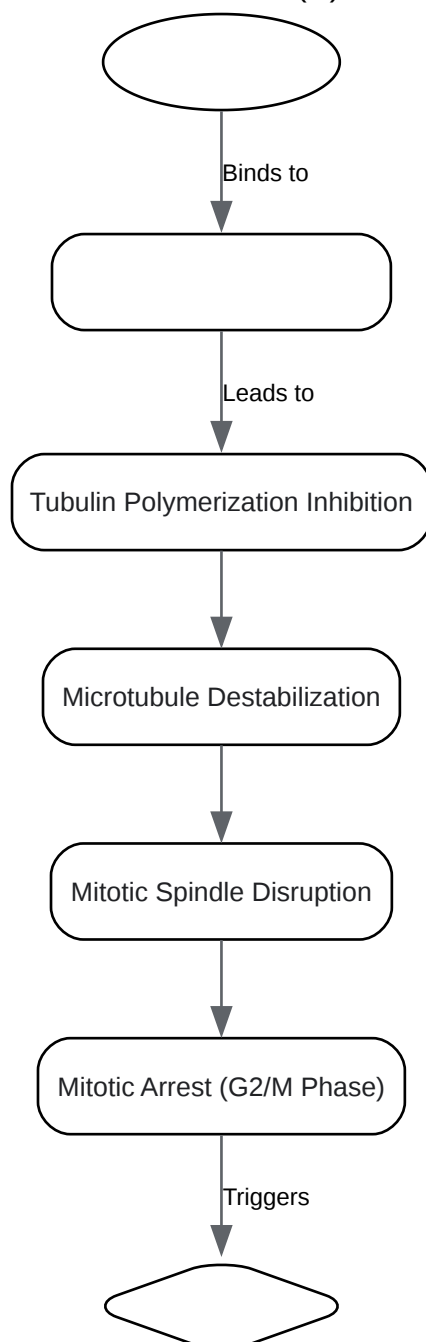 Binds to
Leads to
Tubulin Polymerization Inhibition
Microtubule Destabilization
Mitotic Spindle Disruption
Mitotic Arrest (G2/M Phase)
Triggers